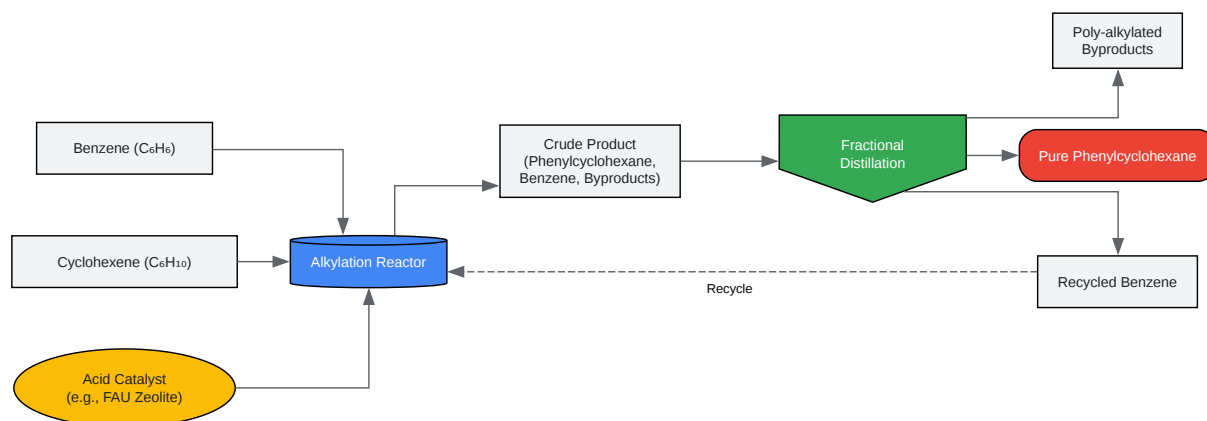 Poly-alkylated
Byproducts
Benzene (C₆H₆)
Crude Product
(Phenylcyclohexane,
Benzene, Byproducts)
Fractional
Distillation
Pure Phenylcyclohexane
Cyclohexene (C₆H₁₀)
Alkylation Reactor
Recycle
Recycled Benzene
Acid Catalyst
(e.g., FAU Zeolite)